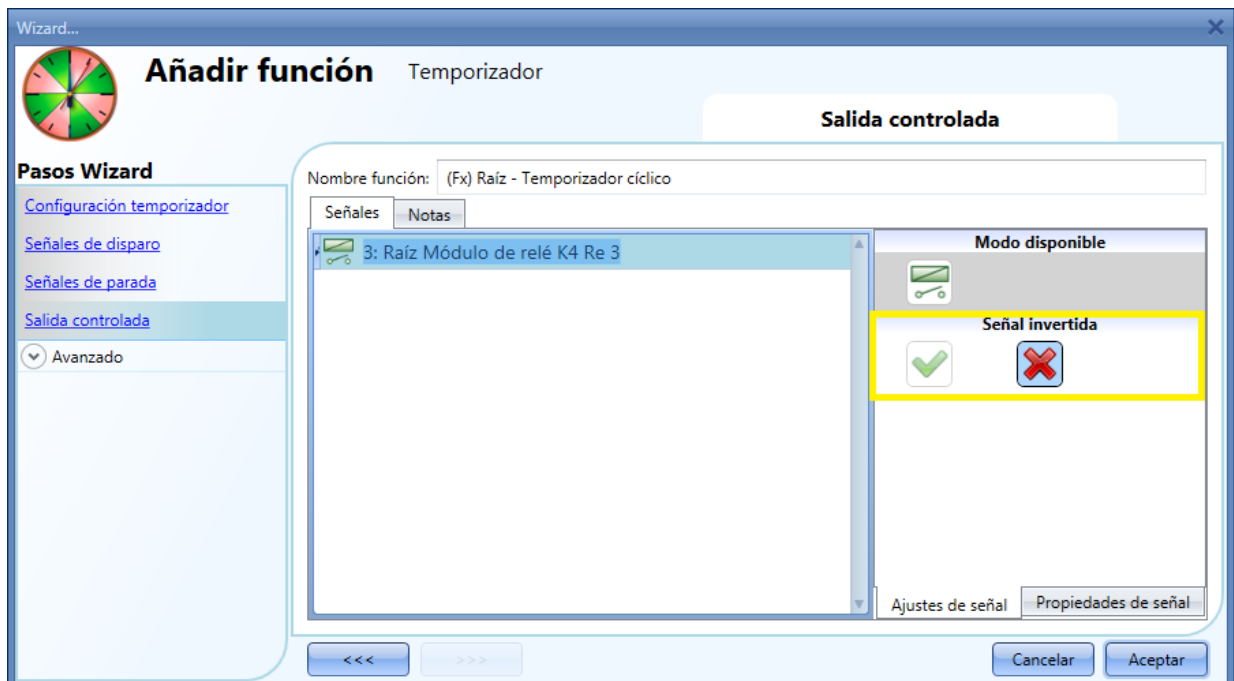 Wizard...
Añadir función Temporizador
Salida controlada
Pasos Wizard
Configuración temporizador
Señales de disparo
Señales de parada
Salida controlada
Avanzado
Nombre función: (Fx) Raíz - Temporizador cíclico
Señales Notas
3: Raíz Módulo de relé K4 Re 3
Modo disponible
Señal invertida
Ajustes de señal Propiedades de señal
<<< >>> Cancelar Aceptar